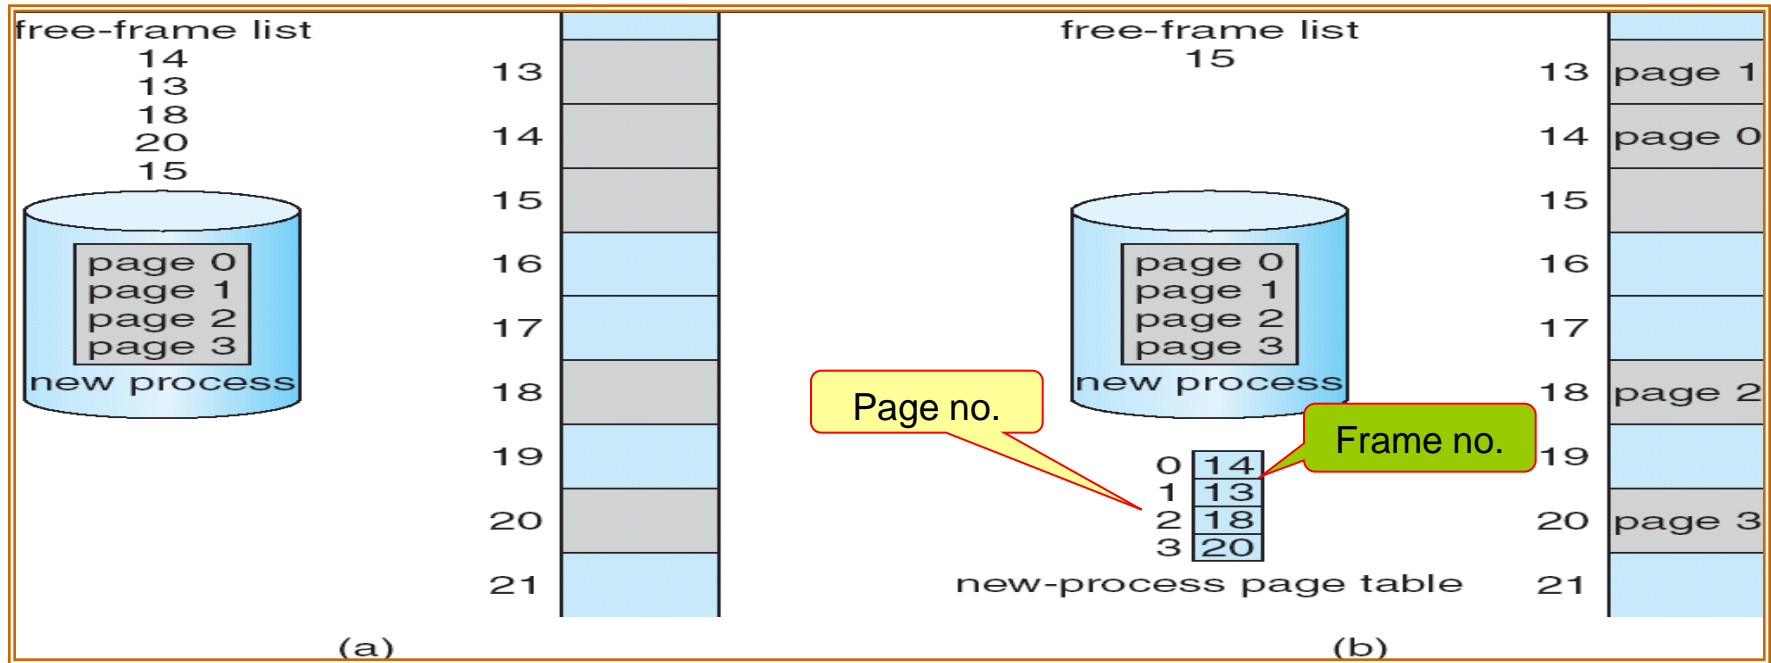 free-frame list
14
13
18
20
15
page 0
page 1
page 2
page 3
new process
13
14
15
16
17
18
19
20
21
(a)
free-frame list
15
page 0
page 1
page 2
page 3
new process
Page no.
Frame no.
0 14
1 13
2 18
3 20
new-process page table
13 page 1
14 page 0
15
16
17
18 page 2
19
20 page 3
21
(b)